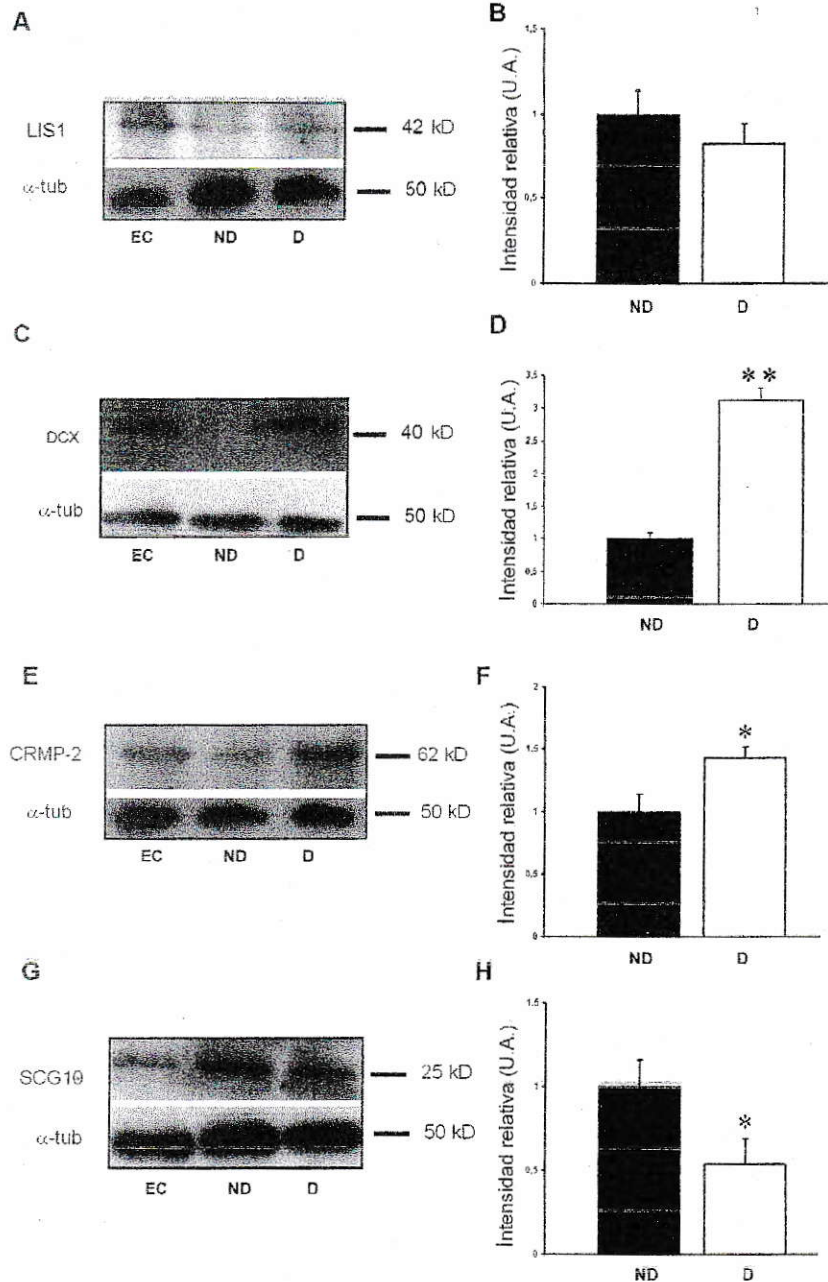 A
LIS1
42 kD
α-tub
50 kD
EC ND D
B
Intensidad relativa (U.A.)
1,5
1
0,5
0
ND D
C
DCX
40 kD
α-tub
50 kD
EC ND D
D
Intensidad relativa (U.A.)
**
3,5
3
2,5
2
1,5
1
0,5
0
ND D
E
CRMP-2
62 kD
α-tub
50 kD
EC ND D
F
Intensidad relativa (U.A.)
*
2
1,5
1
0,5
0
ND D
G
SCG10
25 kD
α-tub
50 kD
EC ND D
H
Intensidad relativa (U.A.)
*
1,5
1
0,5
0
ND D